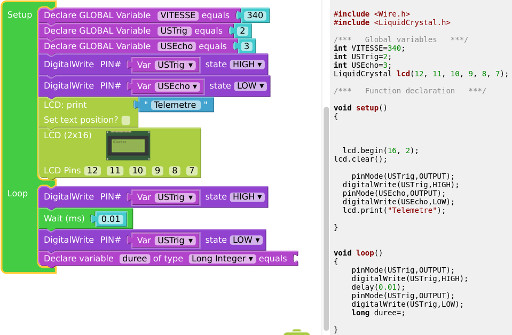 Setup
Declare GLOBAL Variable VITESSE equals 340
Declare GLOBAL Variable USTrig equals 2
Declare GLOBAL Variable USEcho equals 3
DigitalWrite PIN# Var USTrig state HIGH
DigitalWrite PIN# Var USEcho state LOW
LCD: print " Telemetre "
Set text position?
LCD (2x16)
LCD Pins 12 11 10 9 8 7
Loop
DigitalWrite PIN# Var USTrig state HIGH
Wait (ms) 0.01
DigitalWrite PIN# Var USTrig state LOW
Declare variable duree of type Long Integer equals
#include <Wire.h>
#include <LiquidCrystal.h>
/*** Global variables ***/
int VITESSE=340;
int USTrig=2;
int USEcho=3;
LiquidCrystal lcd(12, 11, 10, 9, 8, 7);
/*** Function declaration ***/
void setup()
{
lcd.begin(16, 2);
lcd.clear();
pinMode(USTrig,OUTPUT);
digitalWrite(USTrig,HIGH);
pinMode(USEcho,OUTPUT);
digitalWrite(USEcho,LOW);
lcd.print("Telemetre");
}
void loop()
{
pinMode(USTrig,OUTPUT);
digitalWrite(USTrig,HIGH);
delay(0.01);
pinMode(USTrig,OUTPUT);
digitalWrite(USTrig,LOW);
long duree=;
}